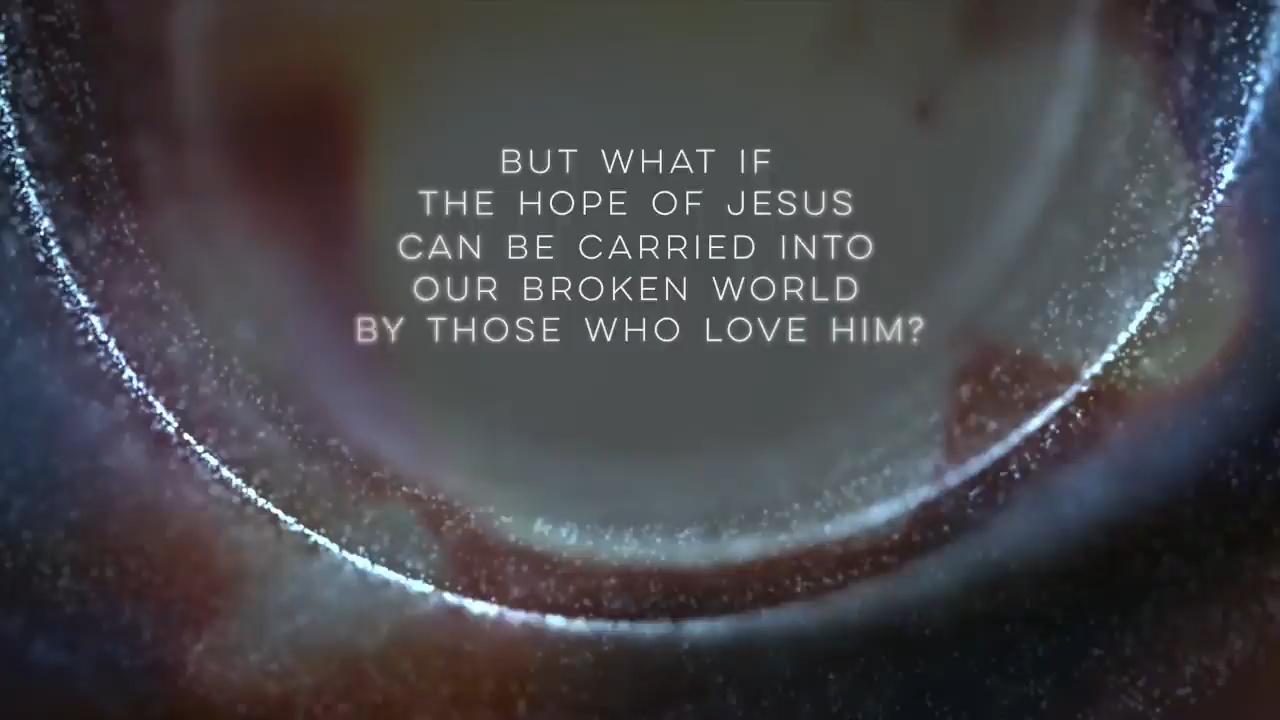 BUT WHAT IF
THE HOPE OF JESUS
CAN BE CARRIED INTO
OUR BROKEN WORLD
BY THOSE WHO LOVE HIM?